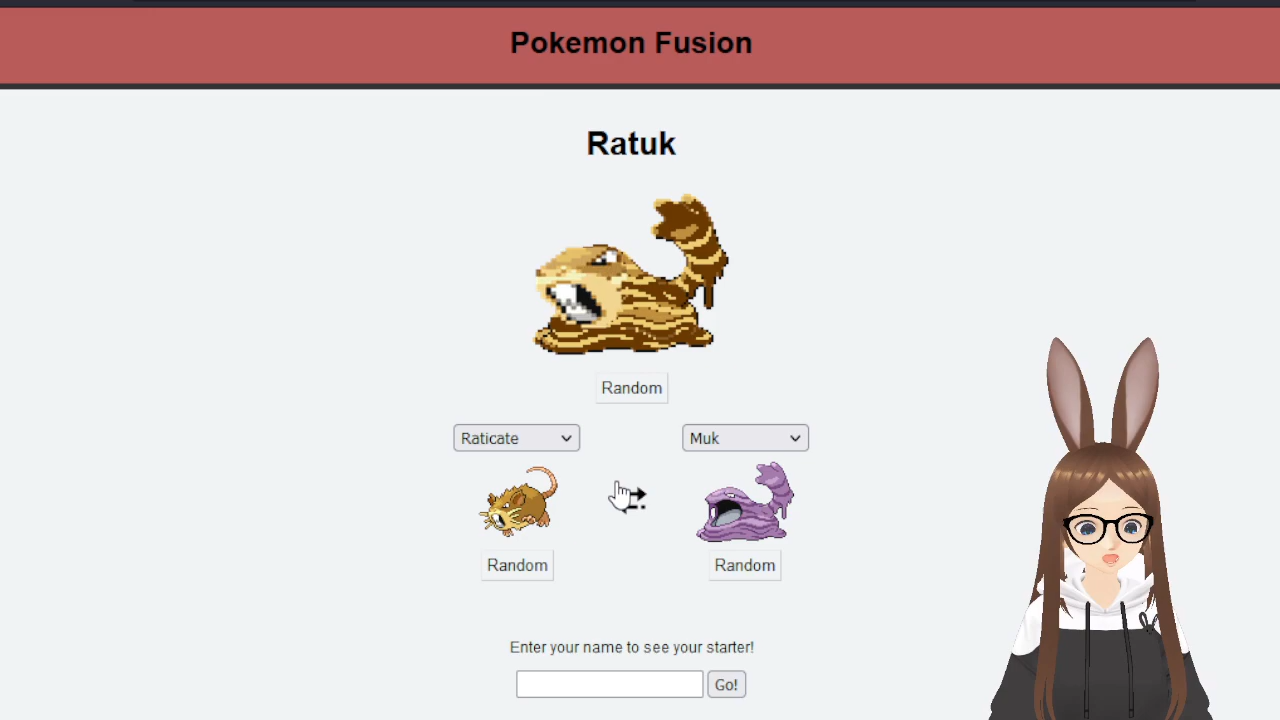 Pokemon Fusion
Ratuk
Random
Raticate
Muk
Random
Random
Enter your name to see your starter!
Go!